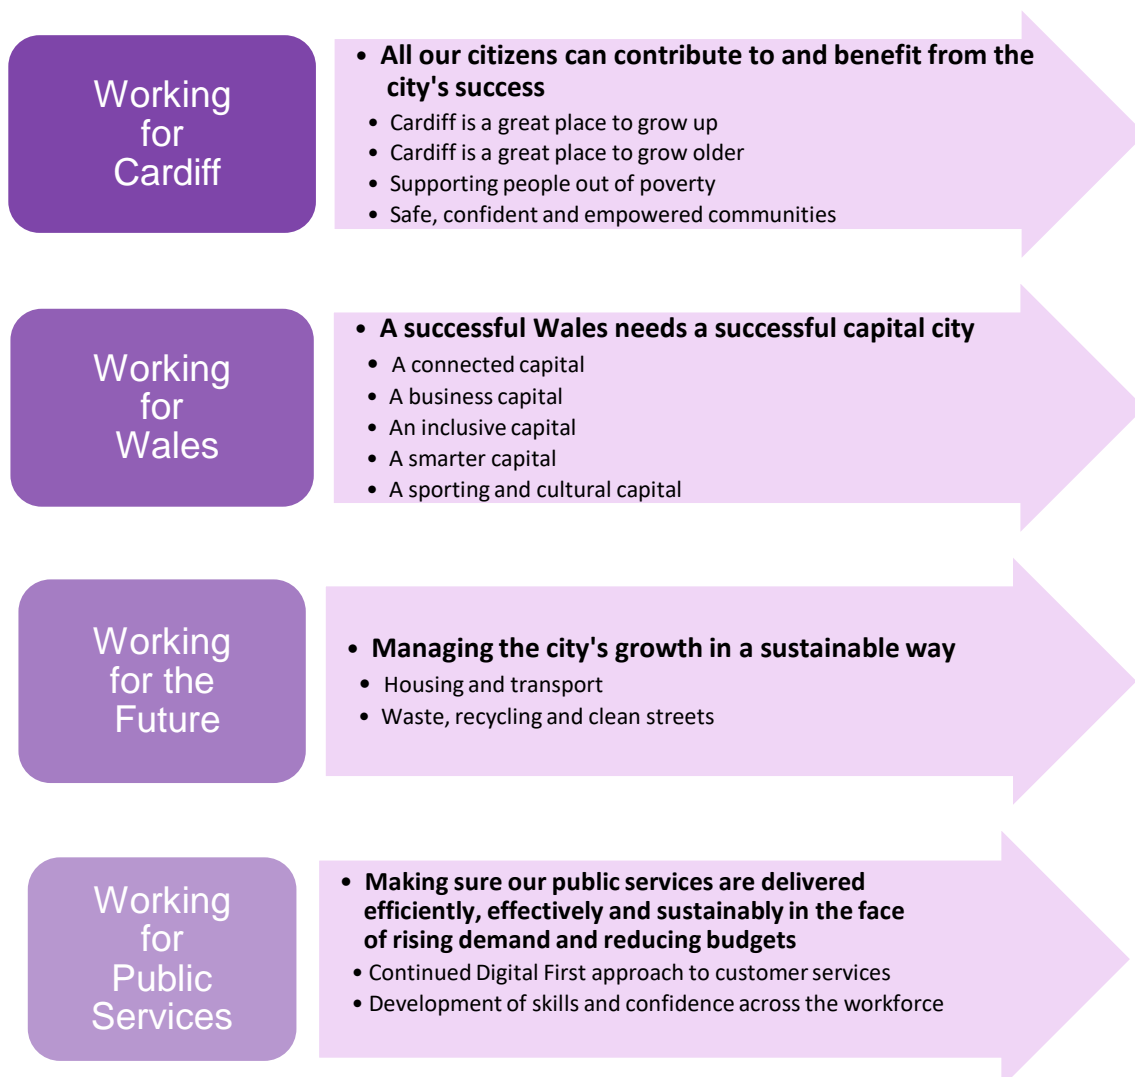 Working
for
Cardiff
• All our citizens can contribute to and benefit from the
city's success
• Cardiff is a great place to grow up
• Cardiff is a great place to grow older
• Supporting people out of poverty
• Safe, confident and empowered communities
Working
for
Wales
• A successful Wales needs a successful capital city
• A connected capital
• A business capital
• An inclusive capital
• A smarter capital
• A sporting and cultural capital
Working
for the
Future
• Managing the city's growth in a sustainable way
• Housing and transport
• Waste, recycling and clean streets
Working
for
Public
Services
• Making sure our public services are delivered
efficiently, effectively and sustainably in the face
of rising demand and reducing budgets
• Continued Digital First approach to customer services
• Development of skills and confidence across the workforce